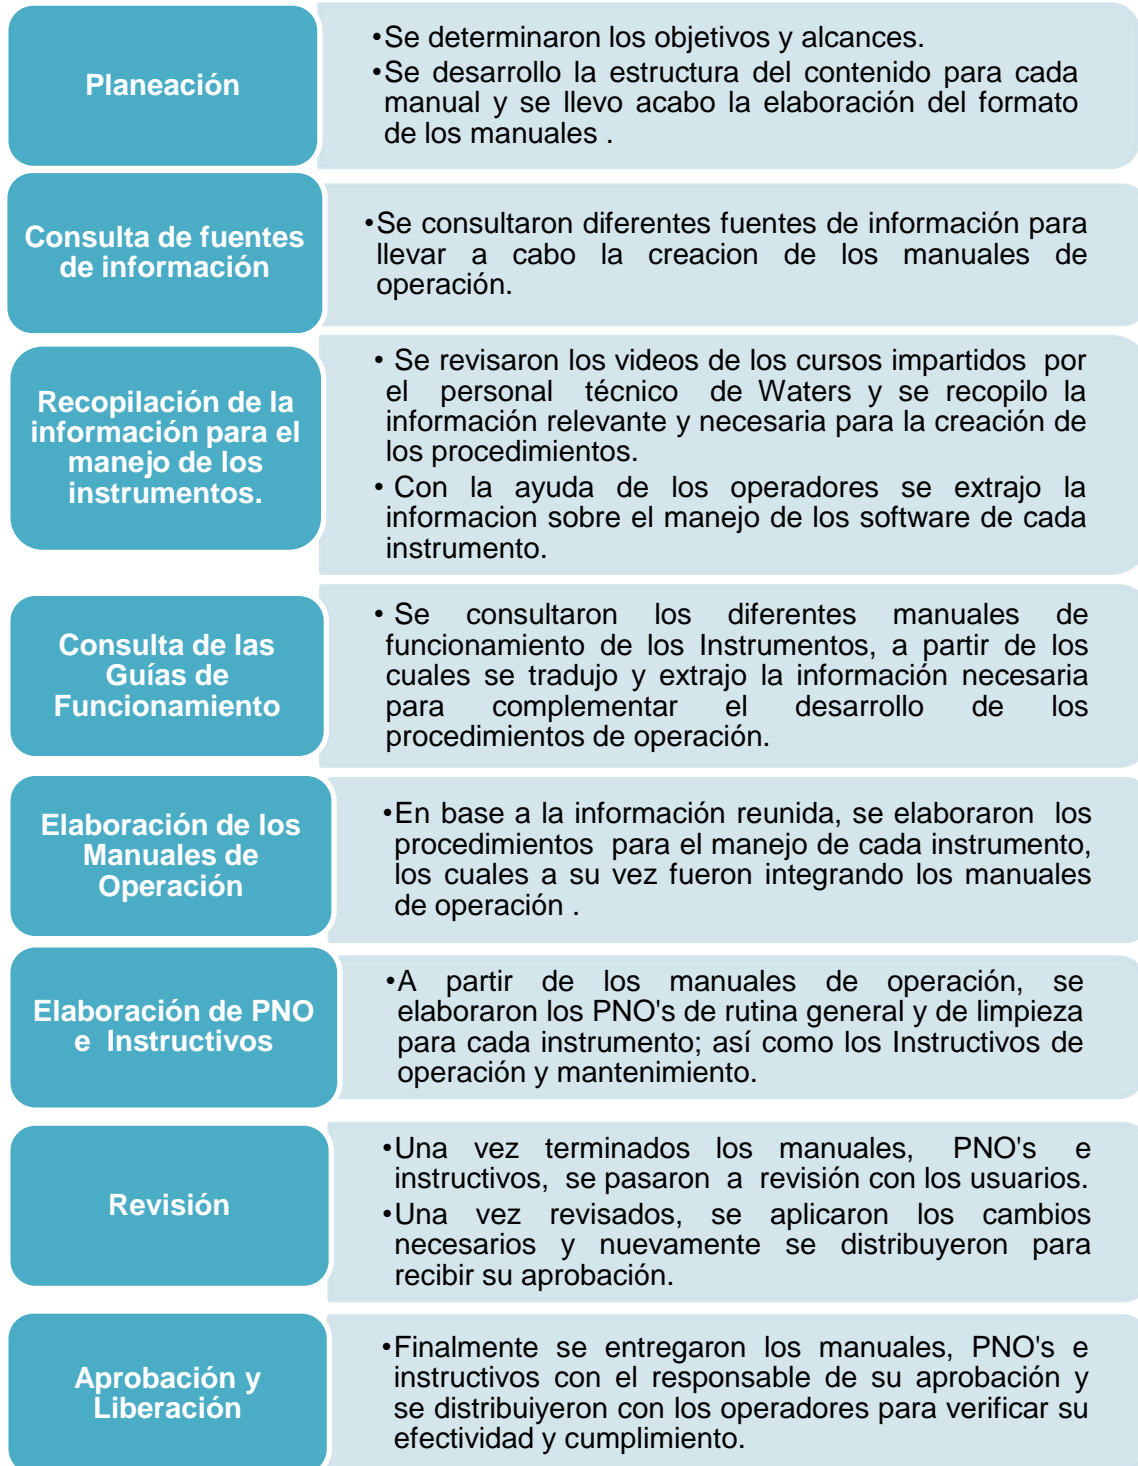 Planeación
•Se determinaron los objetivos y alcances.
•Se desarrollo la estructura del contenido para cada
manual y se llevo acabo la elaboración del formato
de los manuales .
Consulta de fuentes
de información
•Se consultaron diferentes fuentes de información para
llevar a cabo la creacion de los manuales de
operación.
Recopilación de la
información para el
manejo de los
instrumentos.
• Se revisaron los videos de los cursos impartidos por
el personal técnico de Waters y se recopilo la
información relevante y necesaria para la creación de
los procedimientos.
• Con la ayuda de los operadores se extrajo la
informacion sobre el manejo de los software de cada
instrumento.
Consulta de las
Guías de
Funcionamiento
• Se consultaron los diferentes manuales de
funcionamiento de los Instrumentos, a partir de los
cuales se tradujo y extrajo la información necesaria
para complementar el desarrollo de los
procedimientos de operación.
Elaboración de los
Manuales de
Operación
•En base a la información reunida, se elaboraron los
procedimientos para el manejo de cada instrumento,
los cuales a su vez fueron integrando los manuales
de operación .
Elaboración de PNO
e Instructivos
•A partir de los manuales de operación, se
elaboraron los PNO's de rutina general y de limpieza
para cada instrumento; así como los Instructivos de
operación y mantenimiento.
Revisión
•Una vez terminados los manuales, PNO's e
instructivos, se pasaron a revisión con los usuarios.
•Una vez revisados, se aplicaron los cambios
necesarios y nuevamente se distribuyeron para
recibir su aprobación.
Aprobación y
Liberación
•Finalmente se entregaron los manuales, PNO's e
instructivos con el responsable de su aprobación y
se distribuiyeron con los operadores para verificar su
efectividad y cumplimiento.